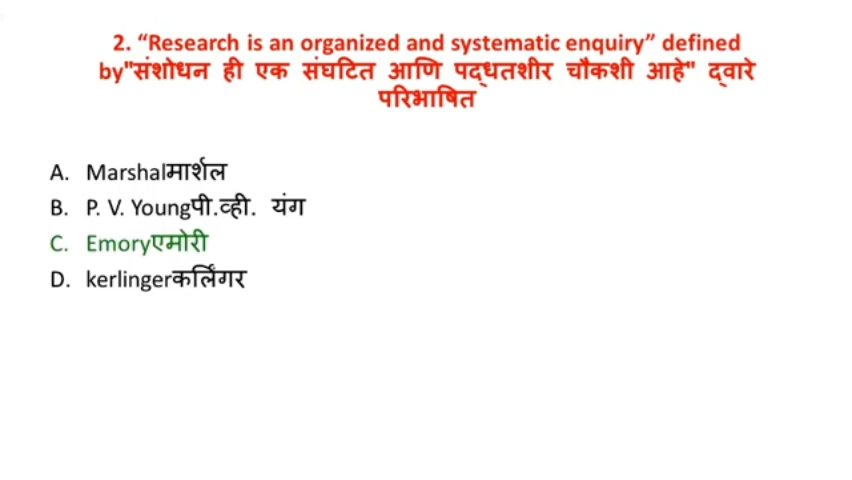 2. “Research is an organized and systematic enquiry” defined
by"संशोधन ही एक संघटित आणि पद्धतशीर चौकशी आहे" द्वारे
परिभाषित
A. Marshalमार्शल
B. P. V. Youngपी.व्ही. यंग
C. Emoryएमोरी
D. kerlingerकर्लिंगर